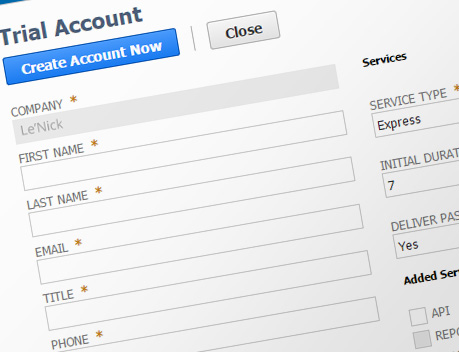 Trial Account
Create Account Now
Close
COMPANY *
Le'Nick
FIRST NAME *
LAST NAME *
EMAIL *
TITLE *
PHONE *
Services
SERVICE TYPE *
Express
INITIAL DURAT
7
DELIVER PAS
Yes
Added Ser
API
REPO